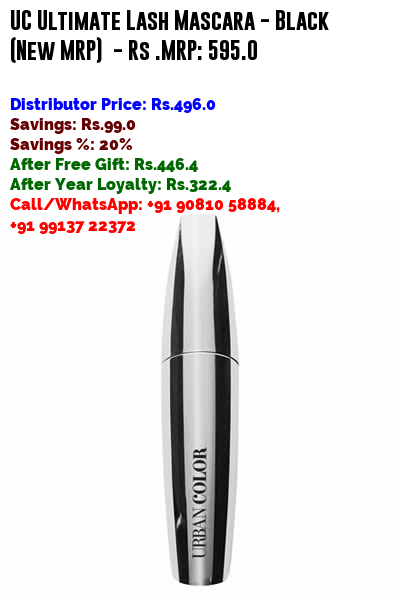 UC Ultimate Lash Mascara - Black
(New MRP) - Rs .MRP: 595.0
Distributor Price: Rs.496.0
Savings: Rs.99.0
Savings %: 20%
After Free Gift: Rs.446.4
After Year Loyalty: Rs.322.4
Call/WhatsApp: +91 90810 58884,
+91 99137 22372
URBAN COLOR